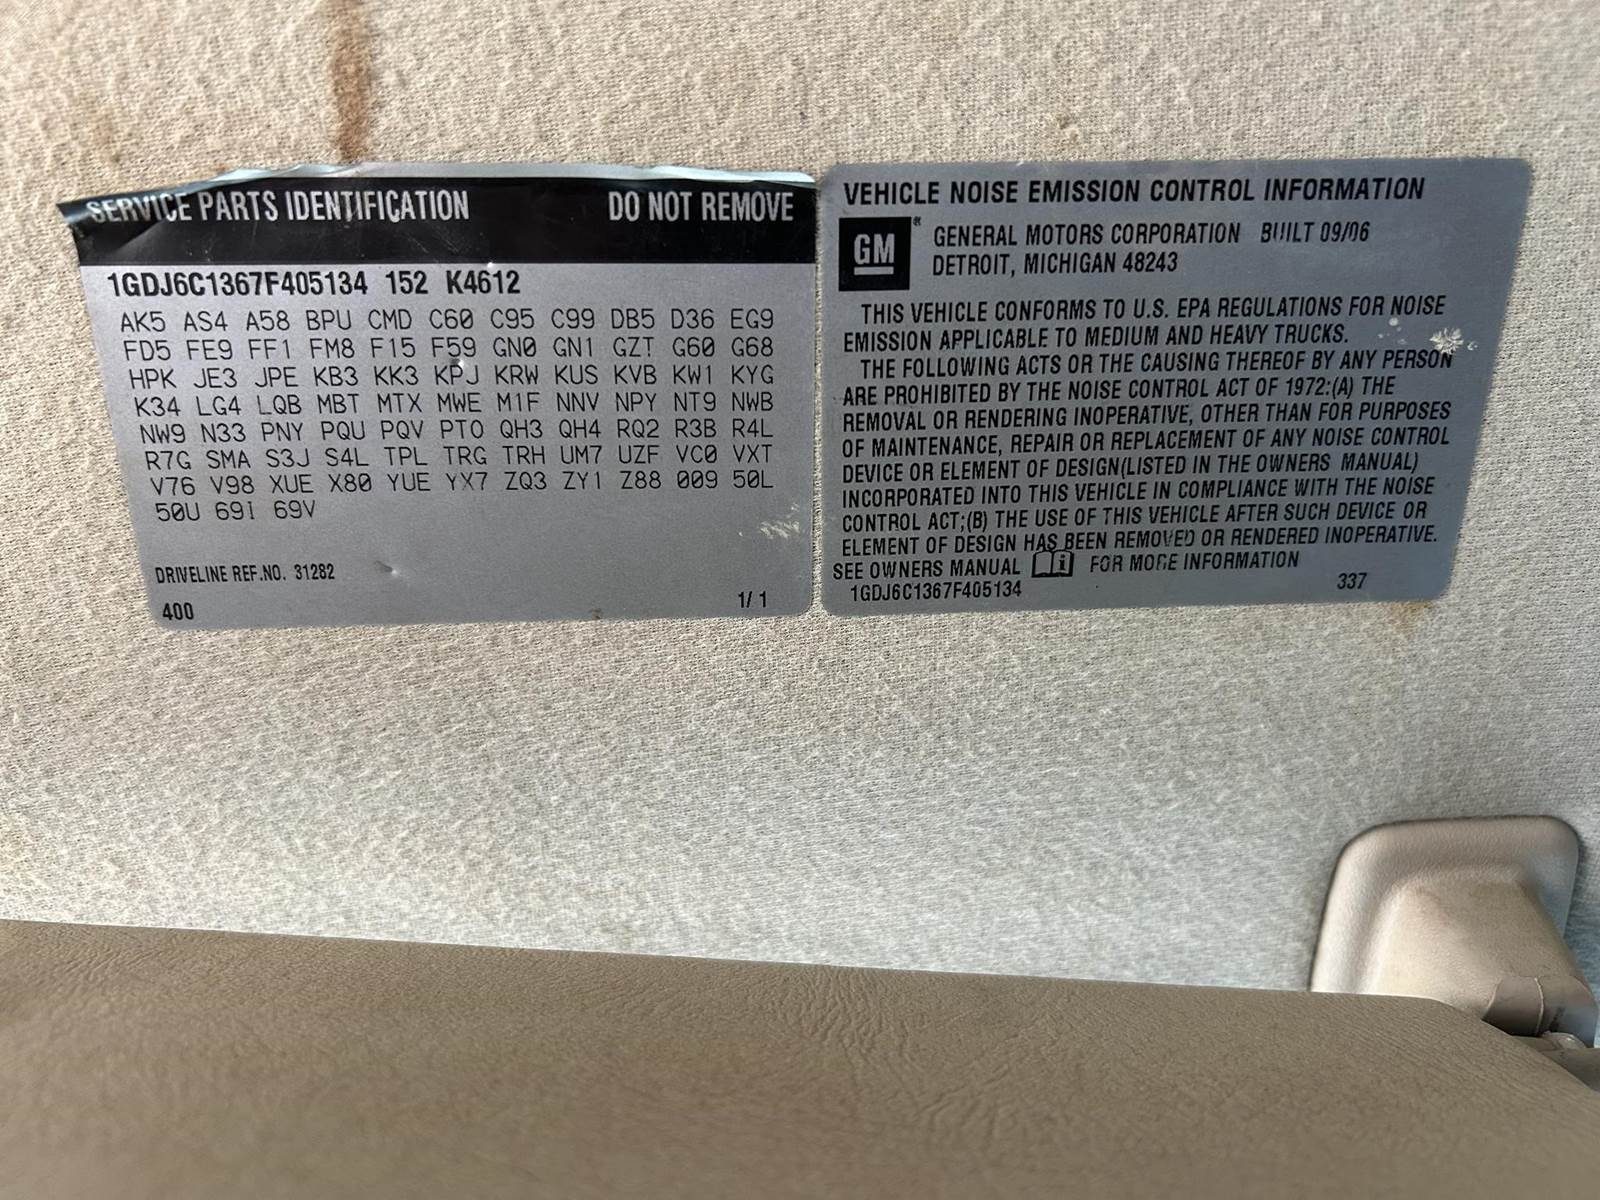 SERVICE PARTS IDENTIFICATION DO NOT REMOVE
1GDJ6C1367F405134 152 K4612
AK5 AS4 A58 BPU CMD C60 C95 C99 DB5 D36 EG9
FD5 FE9 FF1 FM8 F15 F59 GN0 GN1 GZT G60 G68
HPK JE3 JPE KB3 KK3 KPJ KRW KUS KVB KW1 KYG
K34 LG4 LQB MBT MTX MWE M1F NNV NPY NT9 NWB
NW9 N33 PNY PQU PQV PTO QH3 QH4 RQ2 R3B R4L
R7G SMA S3J S4L TPL TRG TRH UM7 UZF VC0 VXT
V76 V98 XUE X80 YUE YX7 ZQ3 ZY1 Z88 009 50L
50U 69I 69V
DRIVELINE REF.NO. 31282
400 1/ 1
VEHICLE NOISE EMISSION CONTROL INFORMATION
GM ®
GENERAL MOTORS CORPORATION BUILT 09/06
DETROIT, MICHIGAN 48243
THIS VEHICLE CONFORMS TO U.S. EPA REGULATIONS FOR NOISE
EMISSION APPLICABLE TO MEDIUM AND HEAVY TRUCKS.
THE FOLLOWING ACTS OR THE CAUSING THEREOF BY ANY PERSON
ARE PROHIBITED BY THE NOISE CONTROL ACT OF 1972:(A) THE
REMOVAL OR RENDERING INOPERATIVE, OTHER THAN FOR PURPOSES
OF MAINTENANCE, REPAIR OR REPLACEMENT OF ANY NOISE CONTROL
DEVICE OR ELEMENT OF DESIGN(LISTED IN THE OWNERS MANUAL)
INCORPORATED INTO THIS VEHICLE IN COMPLIANCE WITH THE NOISE
CONTROL ACT;(B) THE USE OF THIS VEHICLE AFTER SUCH DEVICE OR
ELEMENT OF DESIGN HAS BEEN REMOVED OR RENDERED INOPERATIVE.
SEE OWNERS MANUAL i FOR MORE INFORMATION
1GDJ6C1367F405134 337